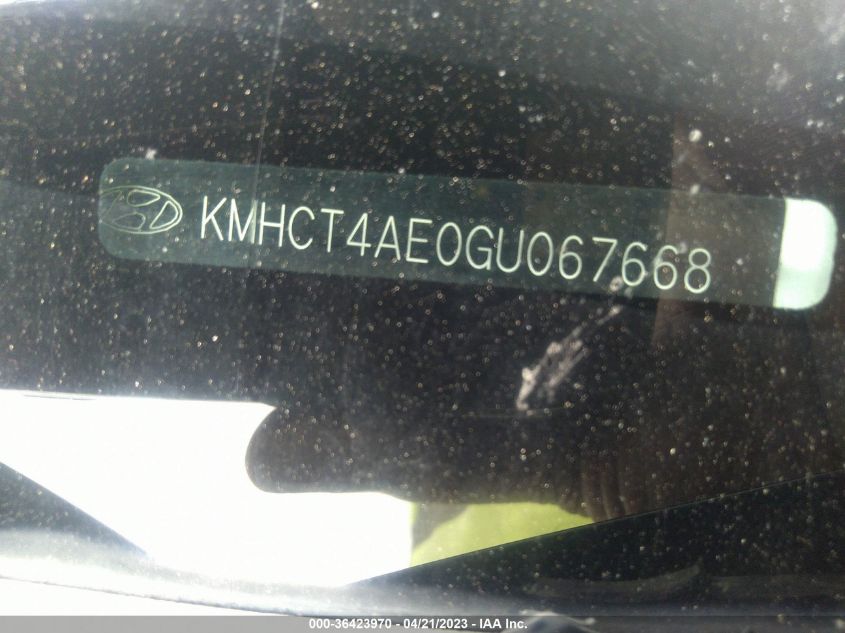 KMHCT4AE0GU067668
000-36423970 - 04/21/2023 - IAA Inc.